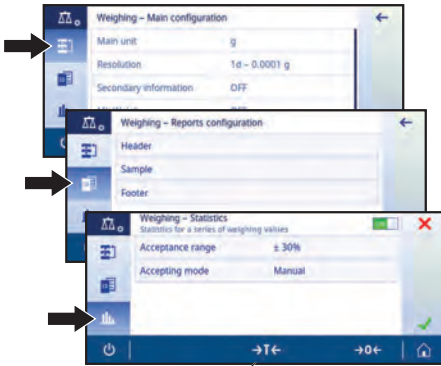 Weighing – Main configuration
Main unit g
Resolution 1d – 0.0001 g
Secondary information OFF
Weighing – Reports configuration
Header
Sample
Footer
Weighing – Statistics
Statistics for a series of weighing values
Acceptance range ± 30%
Accepting mode Manual
→T←
→0←